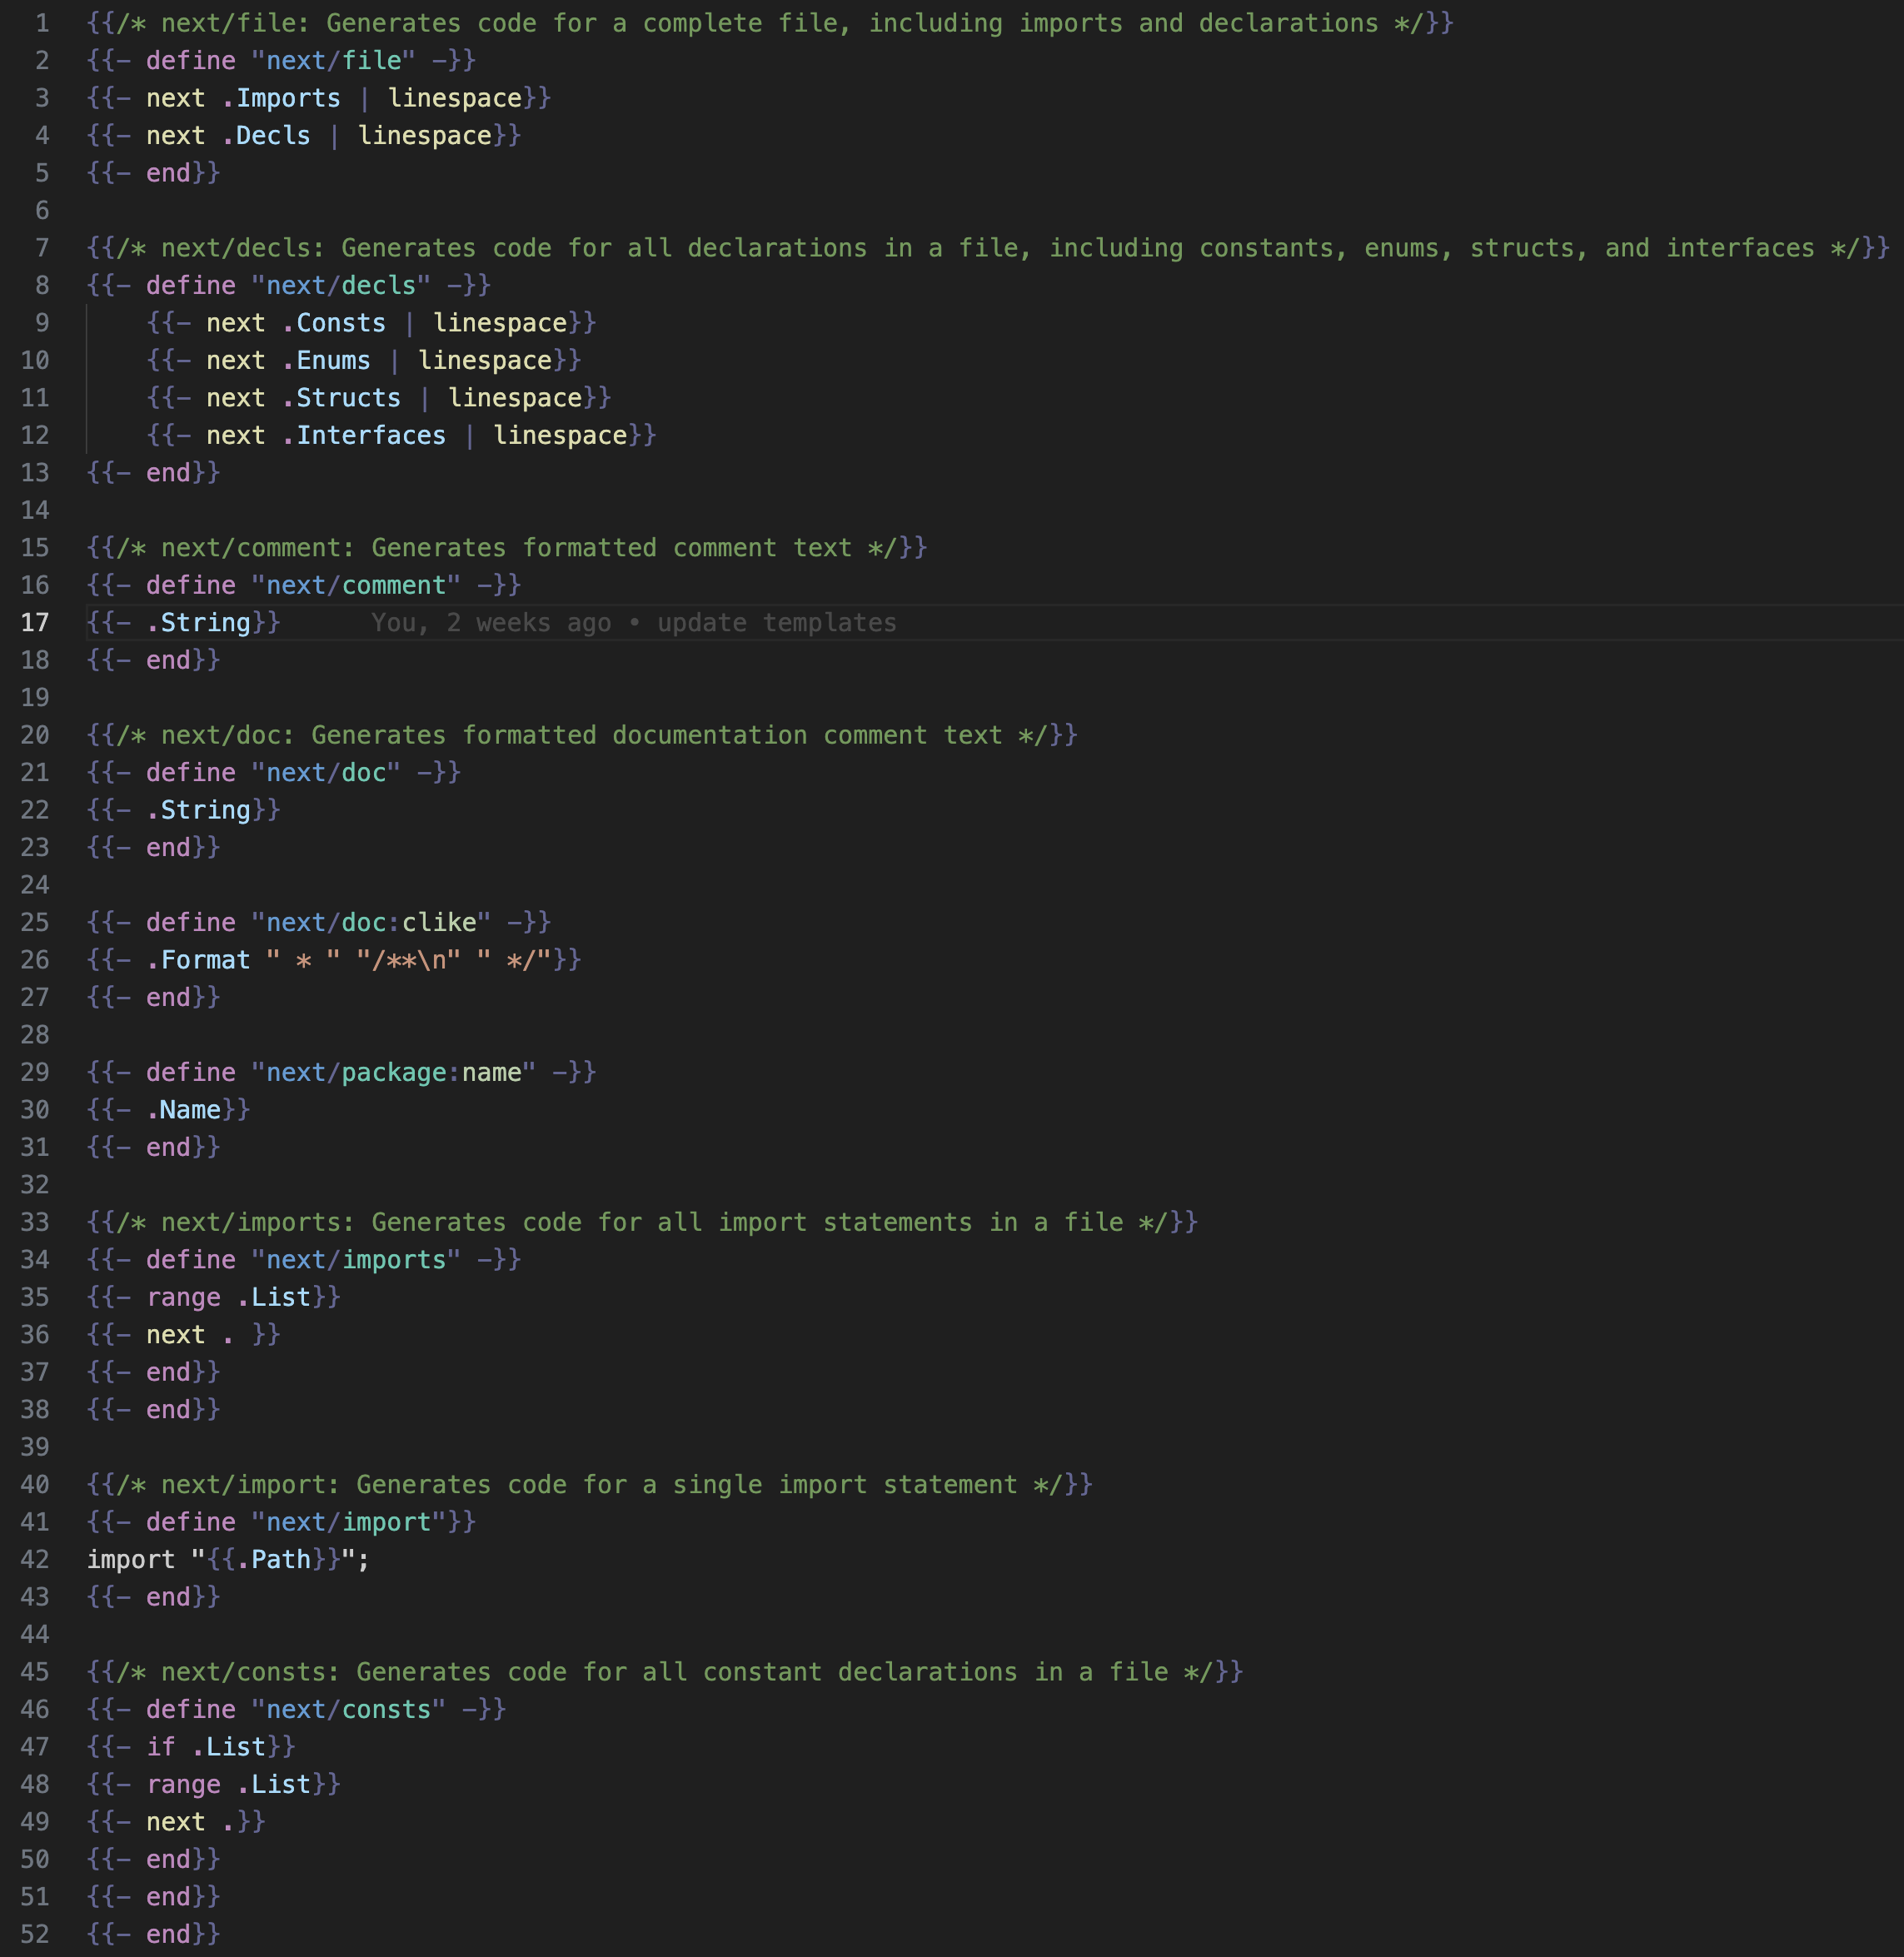 1 {{/* next/file: Generates code for a complete file, including imports and declarations */}}
2 {{- define "next/file" -}}
3 {{- next .Imports | linespace}}
4 {{- next .Decls | linespace}}
5 {{- end}}
6
7 {{/* next/decls: Generates code for all declarations in a file, including constants, enums, structs, and interfaces */}}
8 {{- define "next/decls" -}}
9     {{- next .Consts | linespace}}
10     {{- next .Enums | linespace}}
11     {{- next .Structs | linespace}}
12     {{- next .Interfaces | linespace}}
13 {{- end}}
14
15 {{/* next/comment: Generates formatted comment text */}}
16 {{- define "next/comment" -}}
17 {{- .String}}      You, 2 weeks ago • update templates
18 {{- end}}
19
20 {{/* next/doc: Generates formatted documentation comment text */}}
21 {{- define "next/doc" -}}
22 {{- .String}}
23 {{- end}}
24
25 {{- define "next/doc:clike" -}}
26 {{- .Format " * " "/**\n" " */"}}
27 {{- end}}
28
29 {{- define "next/package:name" -}}
30 {{- .Name}}
31 {{- end}}
32
33 {{/* next/imports: Generates code for all import statements in a file */}}
34 {{- define "next/imports" -}}
35 {{- range .List}}
36 {{- next . }}
37 {{- end}}
38 {{- end}}
39
40 {{/* next/import: Generates code for a single import statement */}}
41 {{- define "next/import"}}
42 import "{{.Path}}";
43 {{- end}}
44
45 {{/* next/consts: Generates code for all constant declarations in a file */}}
46 {{- define "next/consts" -}}
47 {{- if .List}}
48 {{- range .List}}
49 {{- next .}}
50 {{- end}}
51 {{- end}}
52 {{- end}}